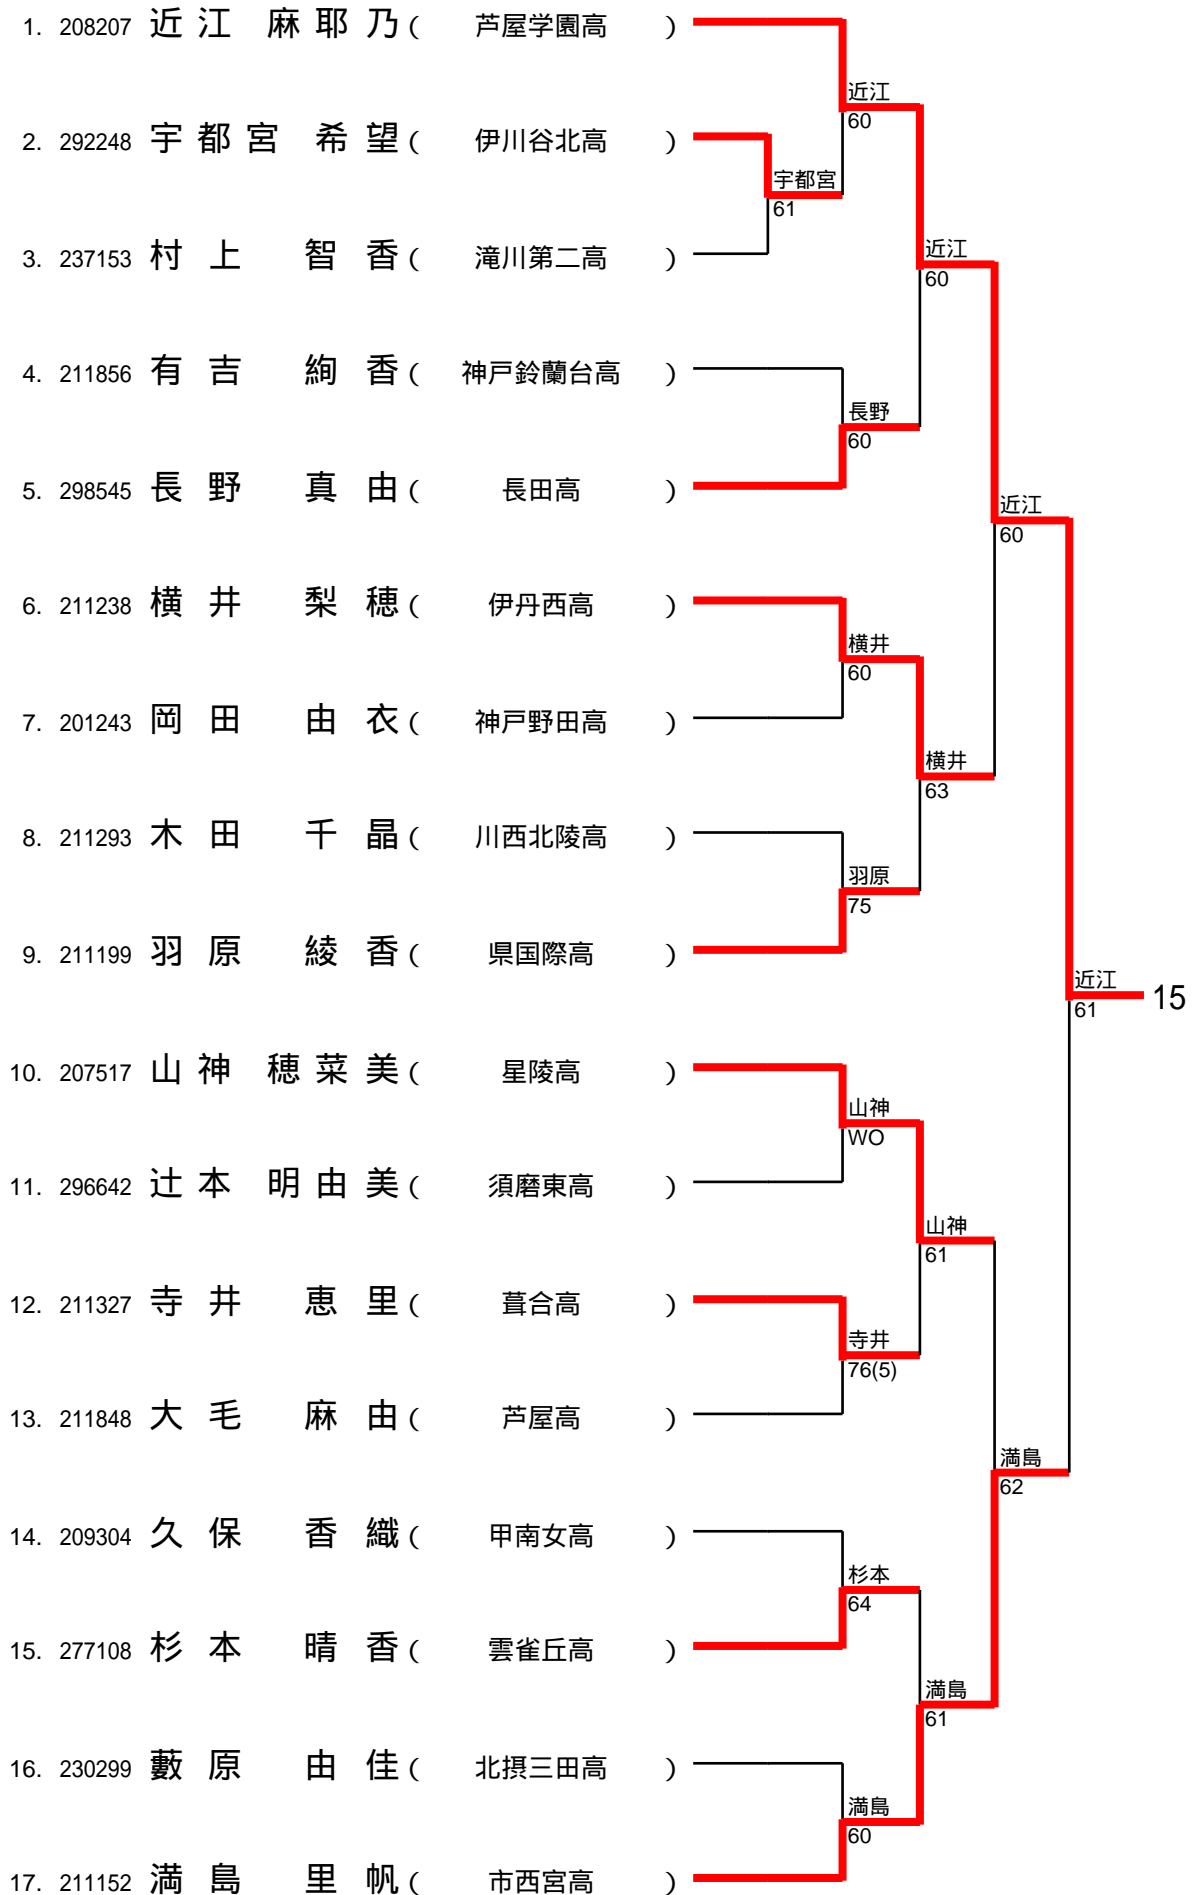 1. 208207 近江 麻耶乃 ( 芦屋学園高 )
近江
60
2. 292248 宇都宮 希望 ( 伊川谷北高 )
宇都宮
61
3. 237153 村上 智香 ( 滝川第二高 )
近江
60
4. 211856 有吉 絢香 ( 神戸鈴蘭台高 )
長野
60
5. 298545 長野 真由 ( 長田高 )
近江
60
6. 211238 横井 梨穂 ( 伊丹西高 )
横井
60
7. 201243 岡田 由衣 ( 神戸野田高 )
横井
63
8. 211293 木田 千晶 ( 川西北陵高 )
羽原
75
9. 211199 羽原 綾香 ( 県国際高 )
近江
61
15
10. 207517 山神 穂菜美 ( 星陵高 )
山神
WO
11. 296642 辻本 明由美 ( 須磨東高 )
山神
61
12. 211327 寺井 恵里 ( 葺合高 )
寺井
76(5)
13. 211848 大毛 麻由 ( 芦屋高 )
満島
62
14. 209304 久保 香織 ( 甲南女高 )
杉本
64
15. 277108 杉本 晴香 ( 雲雀丘高 )
満島
61
16. 230299 藪原 由佳 ( 北摂三田高 )
満島
60
17. 211152 満島 里帆 ( 市西宮高 )